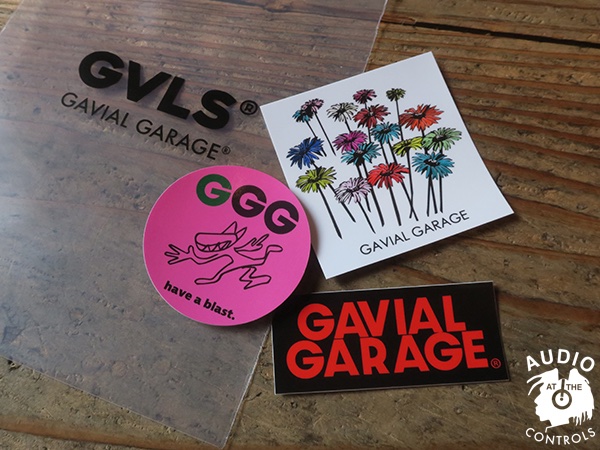 GVLS®
GAVIAL GARAGE®
GAVIAL GARAGE
GGG
have a blast.
GAVIAL
GARAGE®
AUDIO
AT THE
CONTROLS